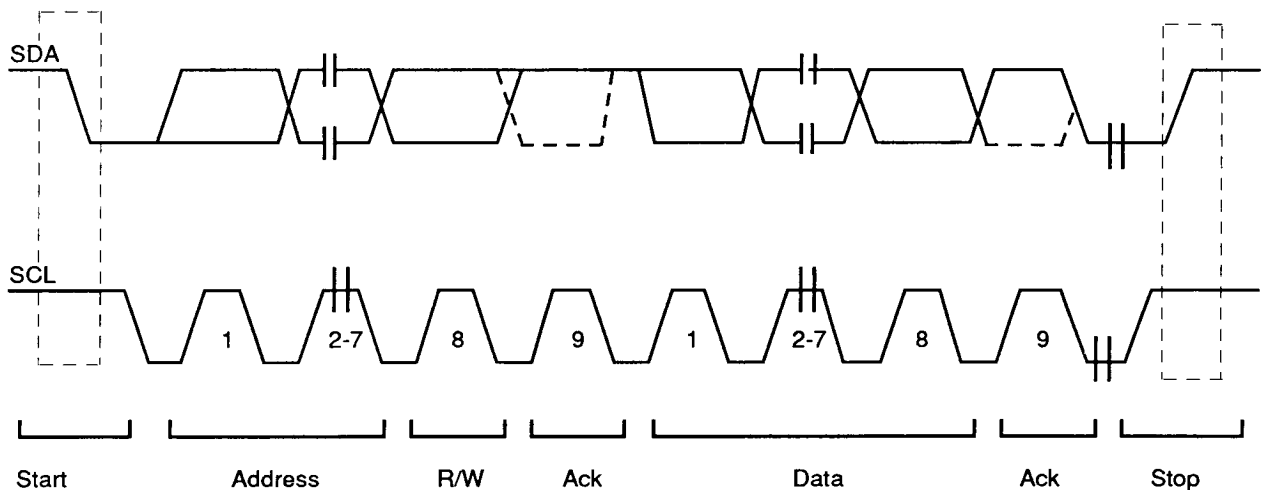 SDA
SCL
1 2-7 8 9 1 2-7 8 9
Start Address R/W Ack Data Ack Stop